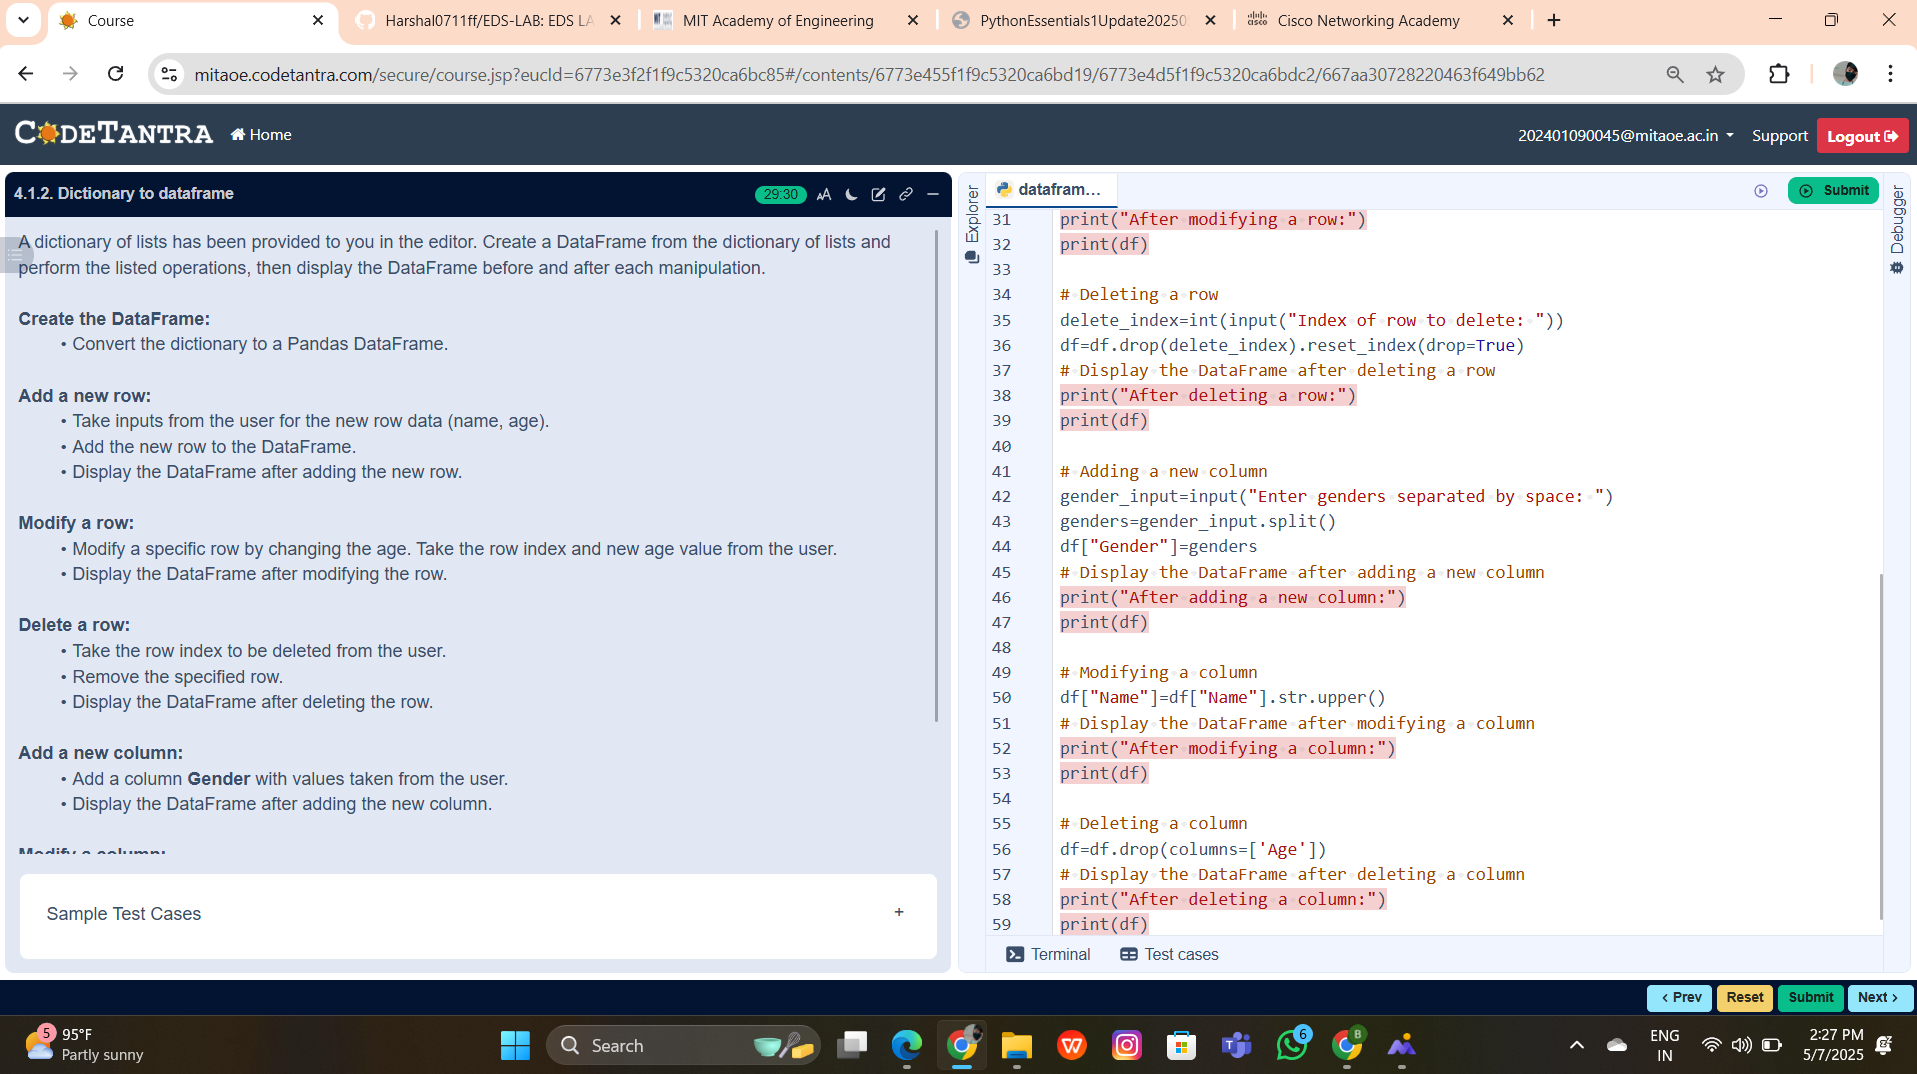 Course
Harshal0711ff/EDS-LAB: EDS LA
MIT Academy of Engineering
PythonEssentials1Update20250
Cisco Networking Academy
mitaoe.codetantra.com/secure/course.jsp?eucId=6773e3f2f1f9c5320ca6bc85#/contents/6773e455f1f9c5320ca6bd19/6773e4d5f1f9c5320ca6bdc2/667aa30728220463f649bb62
CODETANTRA
Home
202401090045@mitaoe.ac.in
Support
Logout
4.1.2. Dictionary to dataframe
29:30
A dictionary of lists has been provided to you in the editor. Create a DataFrame from the dictionary of lists and
perform the listed operations, then display the DataFrame before and after each manipulation.
Create the DataFrame:
• Convert the dictionary to a Pandas DataFrame.
Add a new row:
• Take inputs from the user for the new row data (name, age).
• Add the new row to the DataFrame.
• Display the DataFrame after adding the new row.
Modify a row:
• Modify a specific row by changing the age. Take the row index and new age value from the user.
• Display the DataFrame after modifying the row.
Delete a row:
• Take the row index to be deleted from the user.
• Remove the specified row.
• Display the DataFrame after deleting the row.
Add a new column:
• Add a column Gender with values taken from the user.
• Display the DataFrame after adding the new column.
Modify a column:
Sample Test Cases
+
Explorer
datafram...
Submit
Debugger
31 print("After modifying a row:")
32 print(df)
33
34 # Deleting a row
35 delete_index=int(input("Index of row to delete: "))
36 df=df.drop(delete_index).reset_index(drop=True)
37 # Display the DataFrame after deleting a row
38 print("After deleting a row:")
39 print(df)
40
41 # Adding a new column
42 gender_input=input("Enter genders separated by space: ")
43 genders=gender_input.split()
44 df["Gender"]=genders
45 # Display the DataFrame after adding a new column
46 print("After adding a new column:")
47 print(df)
48
49 # Modifying a column
50 df["Name"]=df["Name"].str.upper()
51 # Display the DataFrame after modifying a column
52 print("After modifying a column:")
53 print(df)
54
55 # Deleting a column
56 df=df.drop(columns=['Age'])
57 # Display the DataFrame after deleting a column
58 print("After deleting a column:")
59 print(df)
Terminal
Test cases
< Prev
Reset
Submit
Next >
5
95°F
Partly sunny
Search
6
ENG
IN
2:27 PM
5/7/2025